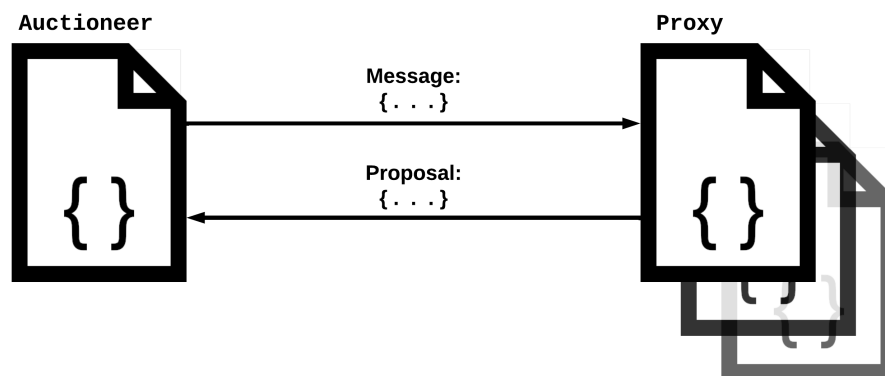 Auctioneer
Proxy
Message:
{...}
Proposal:
{...}
{ }
{ }
{ }
{ }